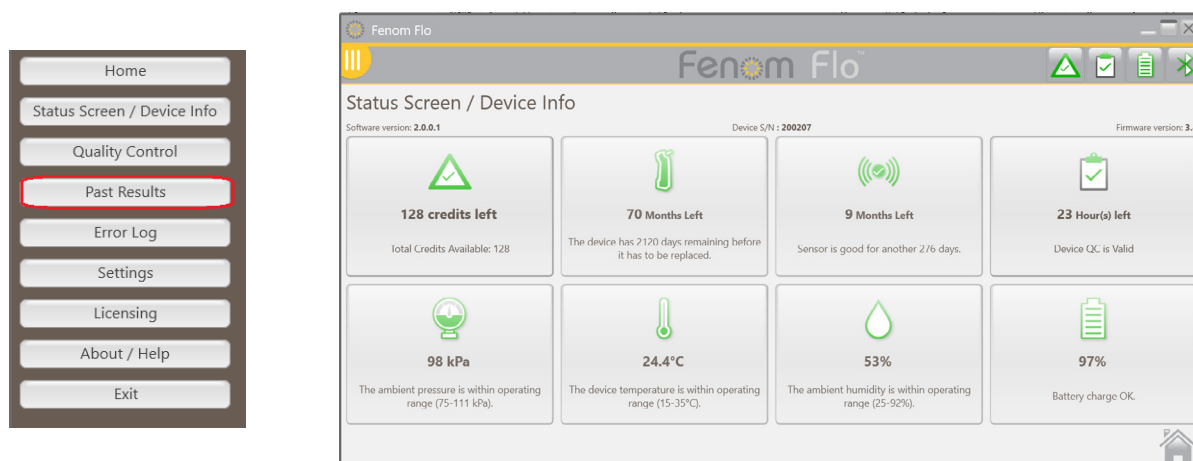 Home
Status Screen / Device Info
Quality Control
Past Results
Error Log
Settings
Licensing
About / Help
Exit
Fenom Flo
Fenom Flo™
Status Screen / Device Info
Software version: 2.0.0.1
Device S/N : 200207
Firmware version: 3.
128 credits left
Total Credits Available: 128
70 Months Left
The device has 2120 days remaining before
it has to be replaced.
9 Months Left
Sensor is good for another 276 days.
23 Hour(s) left
Device QC is Valid
98 kPa
The ambient pressure is within operating
range (75-111 kPa).
24.4°C
The device temperature is within operating
range (15-35°C).
53%
The ambient humidity is within operating
range (25-92%).
97%
Battery charge OK.